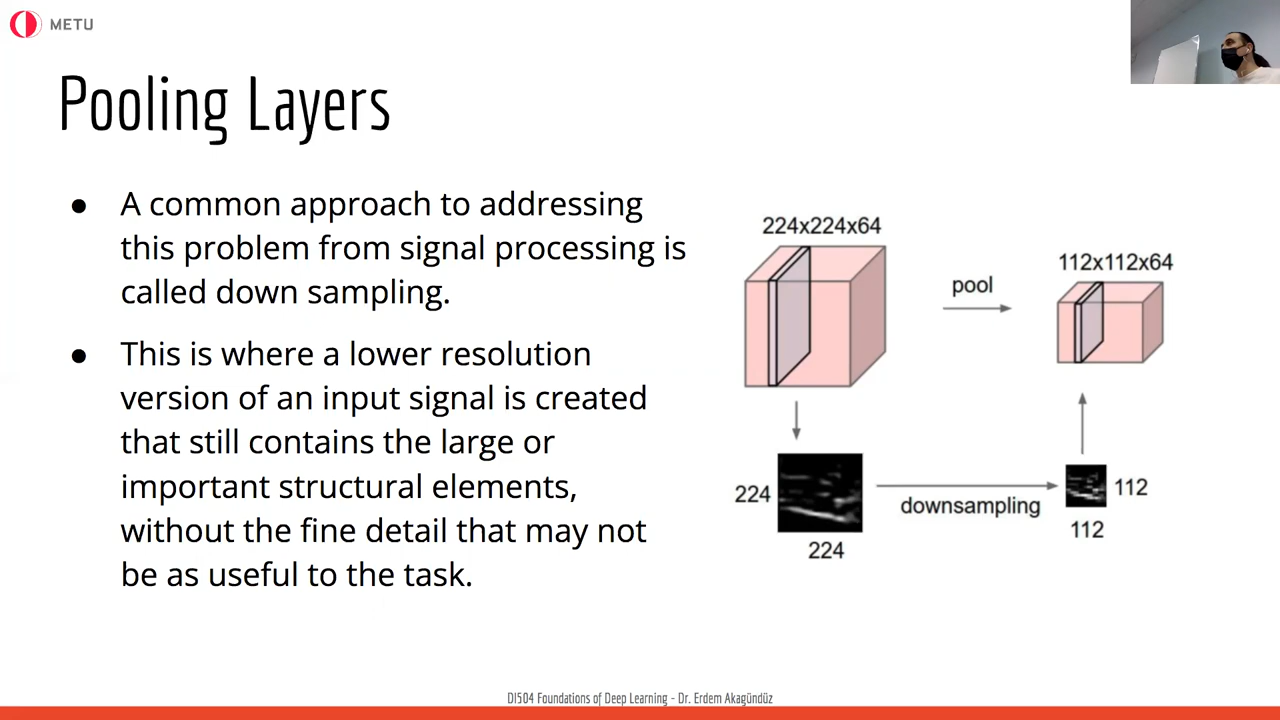 METU
Pooling Layers
● A common approach to addressing
this problem from signal processing is
called down sampling.
● This is where a lower resolution
version of an input signal is created
that still contains the large or
important structural elements,
without the fine detail that may not
be as useful to the task.
224x224x64
pool
112x112x64
224
224
downsampling
112
112
DI504 Foundations of Deep Learning - Dr. Erdem Akagündüz